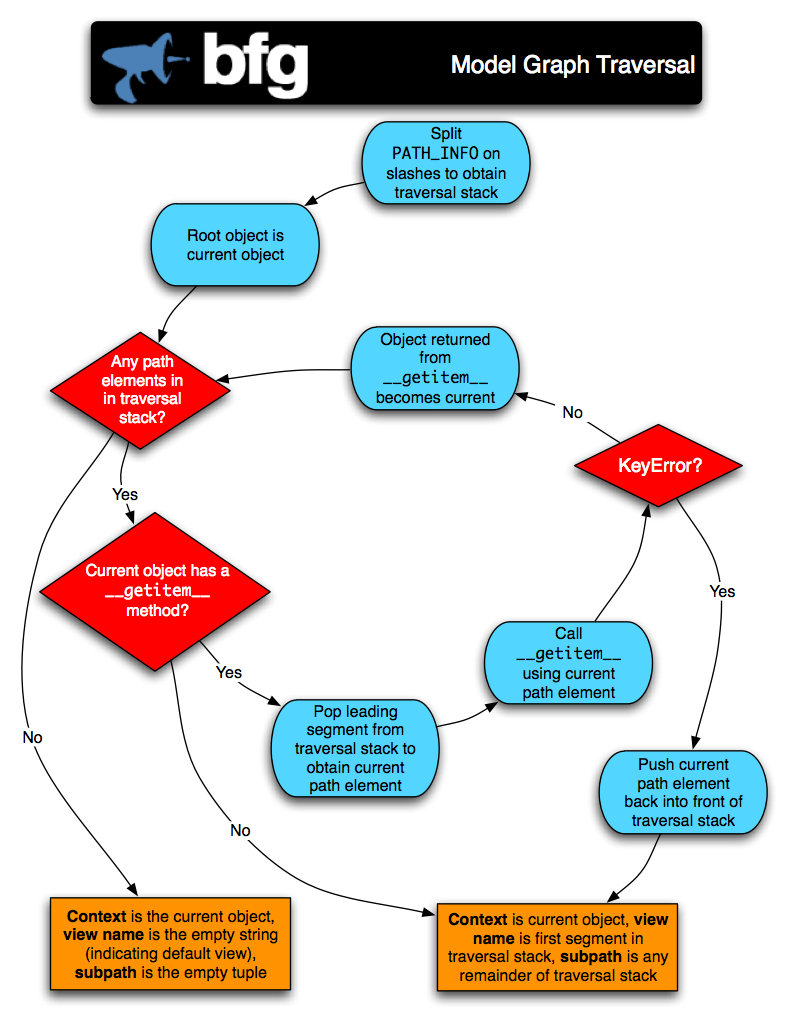 bfg
Model Graph Traversal
Split
PATH_INFO on
slashes to obtain
traversal stack
Root object is
current object
Any path
elements in
in traversal
stack?
Object returned
from
__getitem__
becomes current
No
KeyError?
Yes
Current object has a
__getitem__
method?
Yes
Call
__getitem__
using current
path element
Yes
Pop leading
segment from
traversal stack to
obtain current
path element
No
Push current
path element
back into front of
traversal stack
No
Context is the current object,
view name is the empty string
(indicating default view),
subpath is the empty tuple
Context is current object, view
name is first segment in
traversal stack, subpath is any
remainder of traversal stack